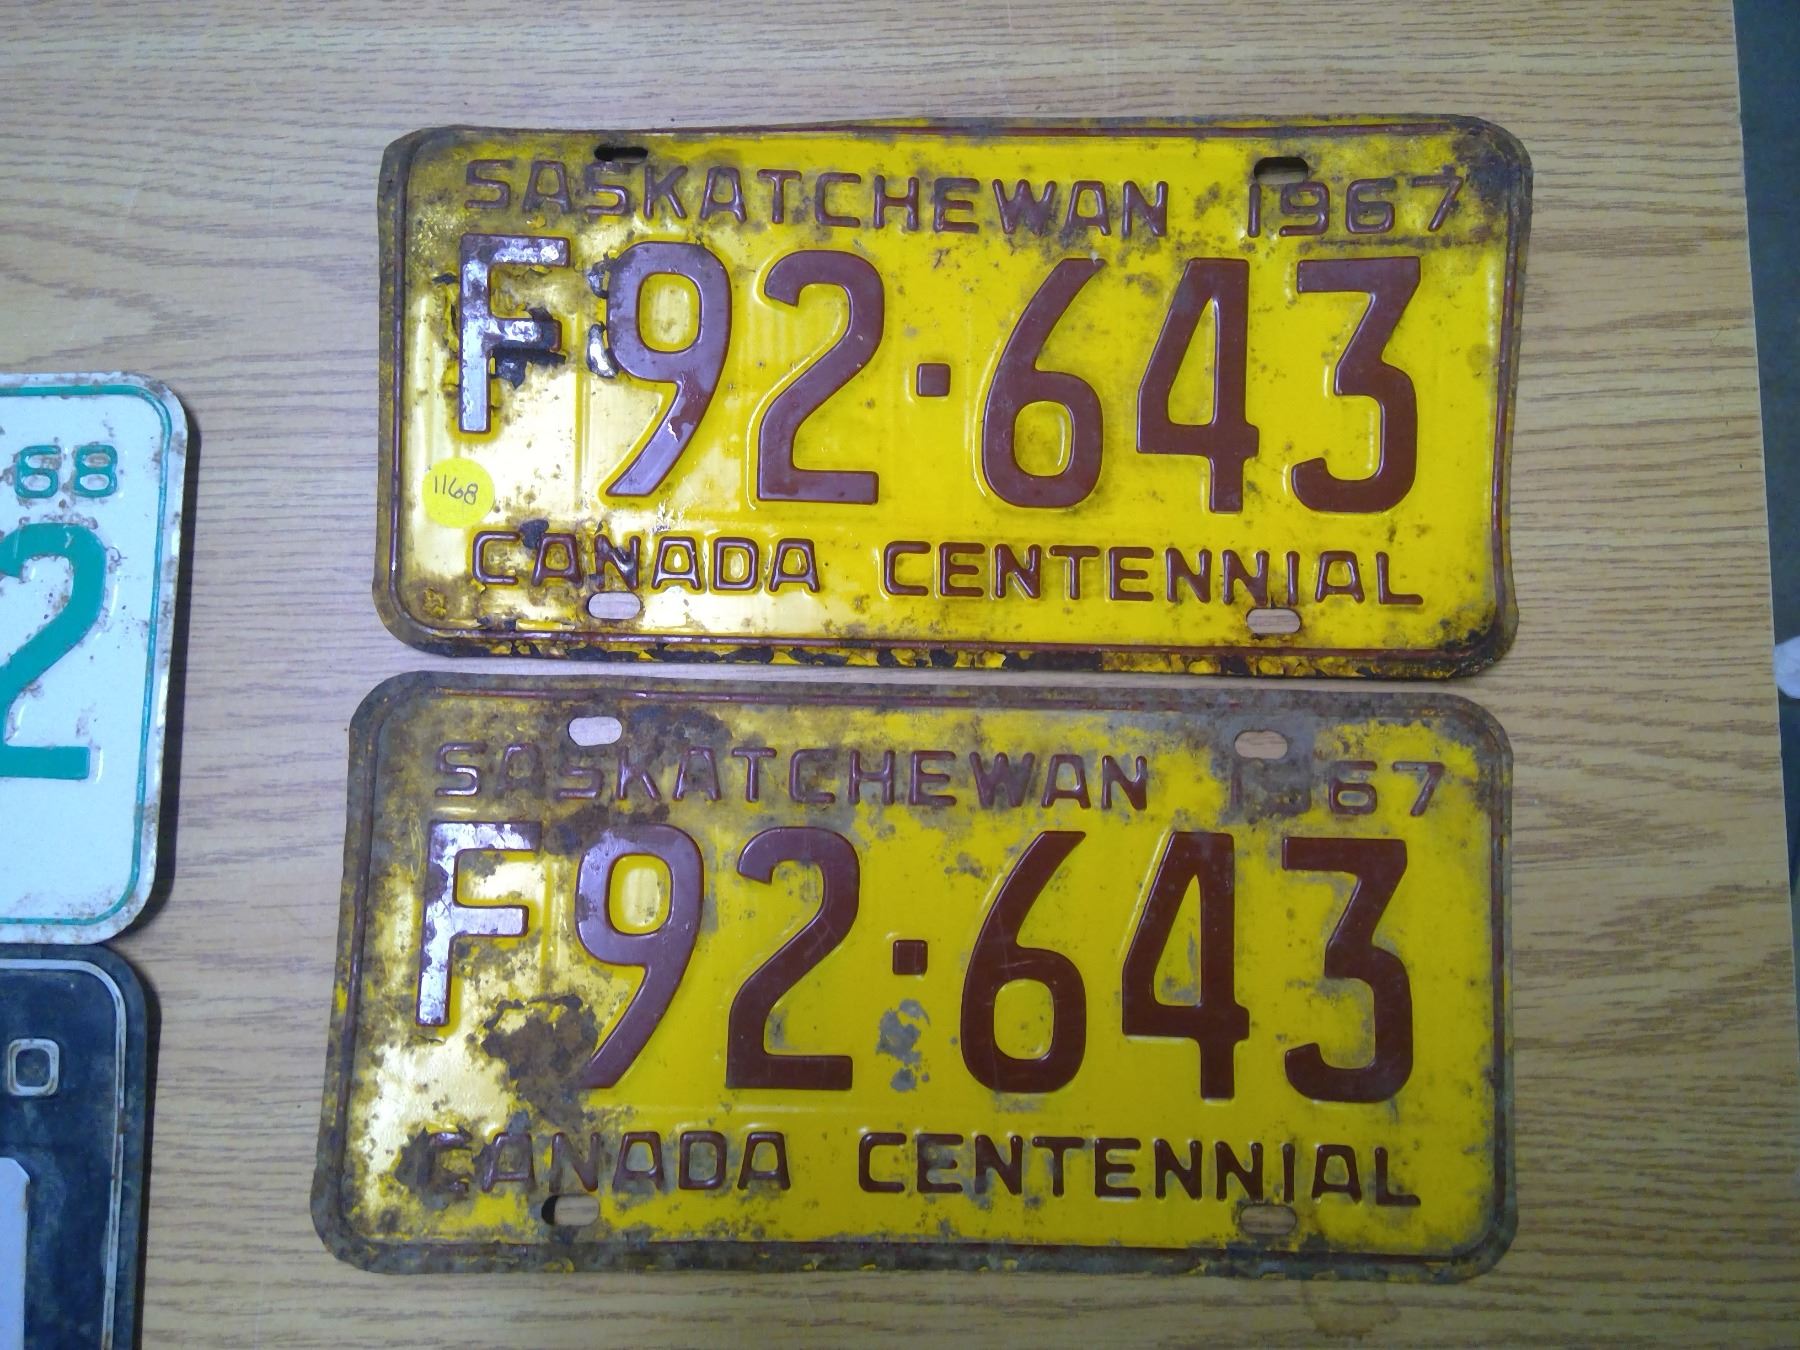 SASKATCHEWAN 1967
F92·643
1168
CANADA CENTENNIAL
SASKATCHEWAN 1967
F92·643
CANADA CENTENNIAL
68
2